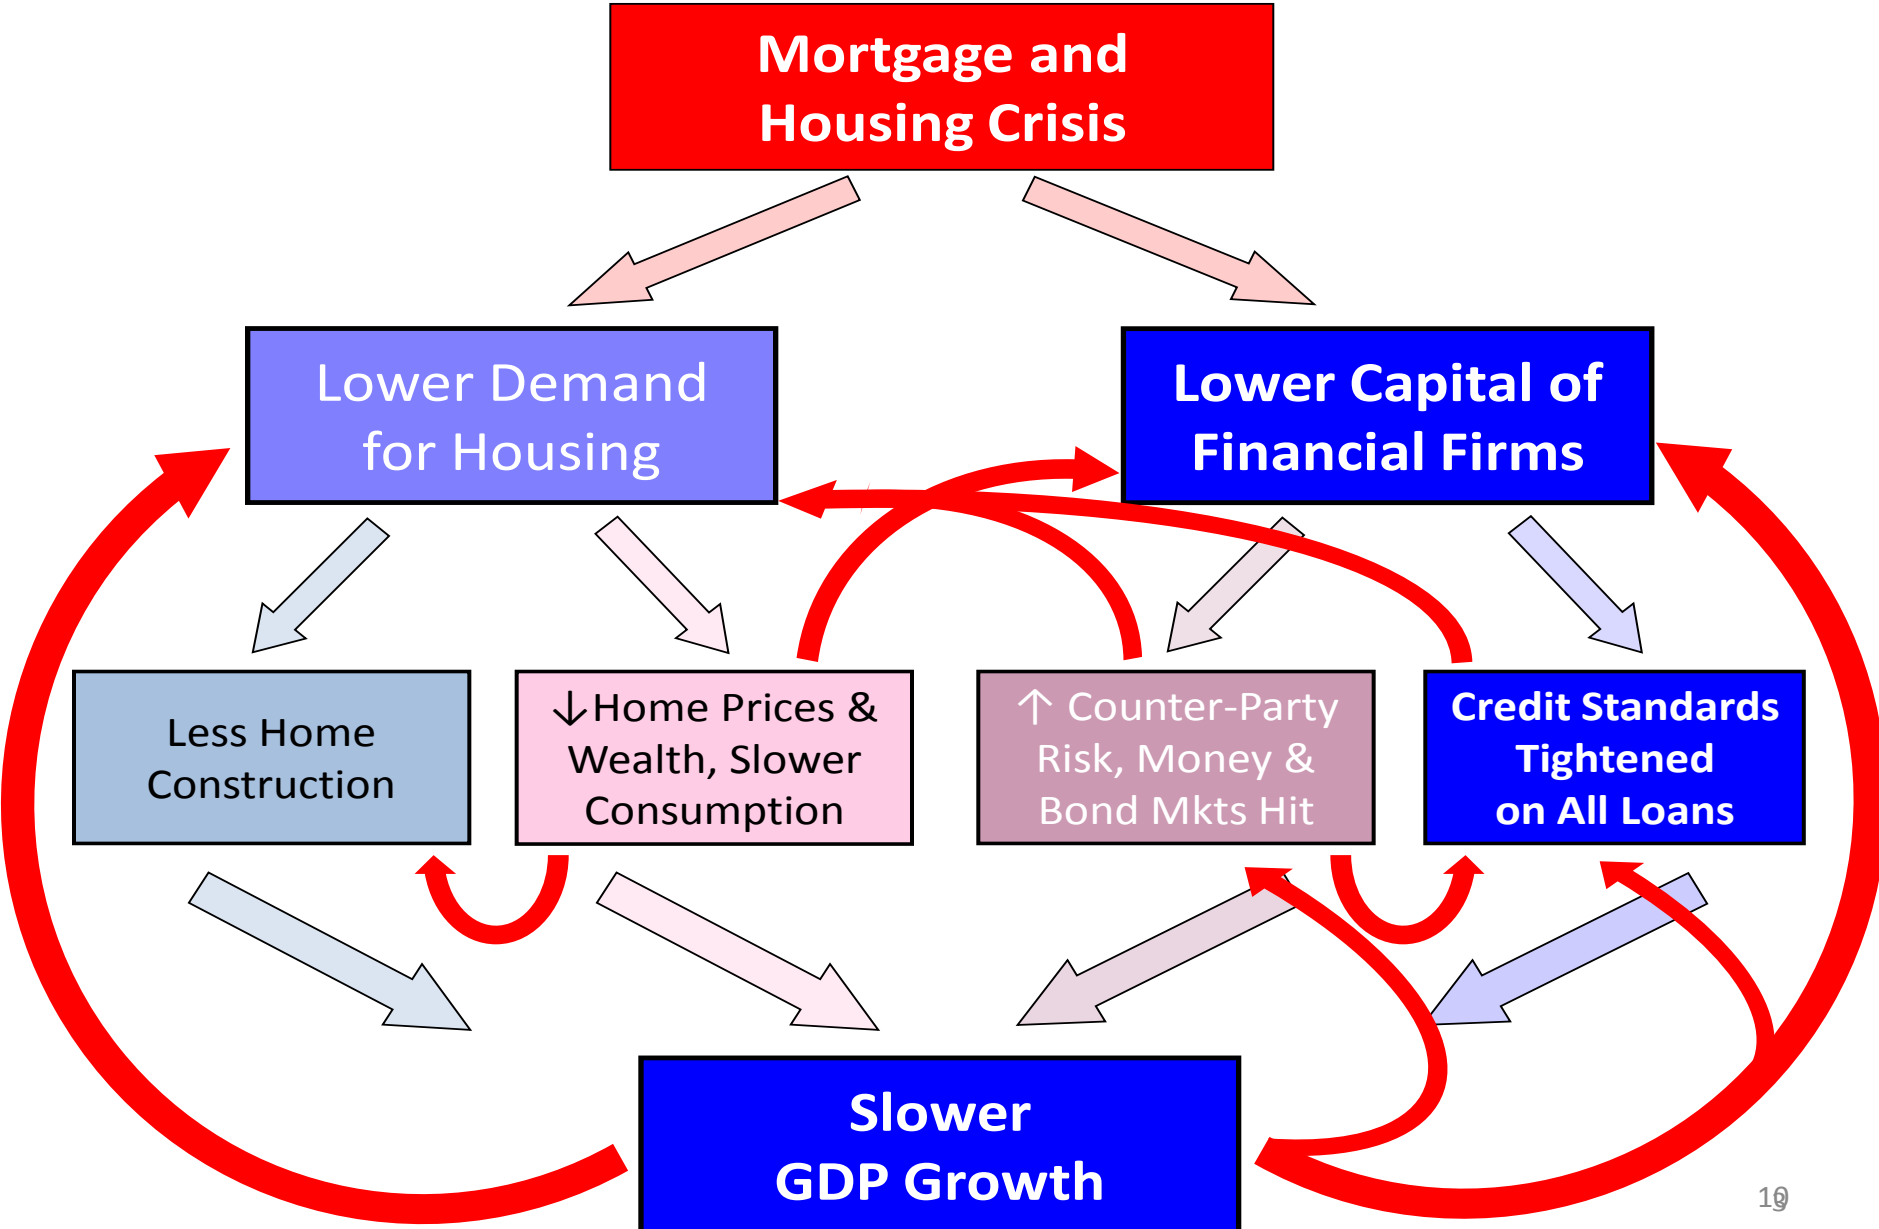 Mortgage and
Housing Crisis
Lower Demand
for Housing
Lower Capital of
Financial Firms
Less Home
Construction
↓Home Prices &
Wealth, Slower
Consumption
↑ Counter-Party
Risk, Money &
Bond Mkts Hit
Credit Standards
Tightened
on All Loans
Slower
GDP Growth